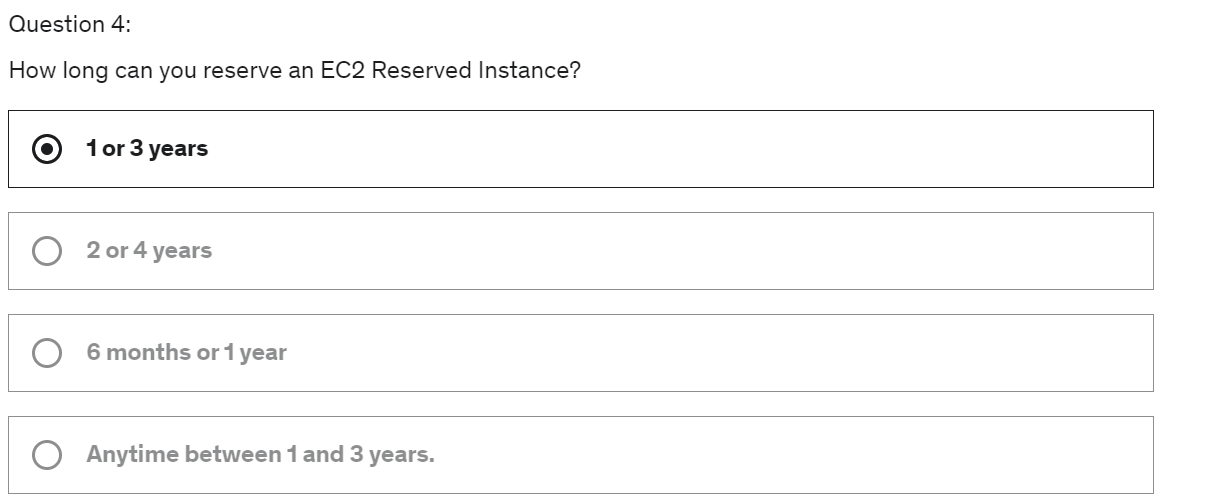 Question 4:
How long can you reserve an EC2 Reserved Instance?
1 or 3 years
2 or 4 years
6 months or 1 year
Anytime between 1 and 3 years.